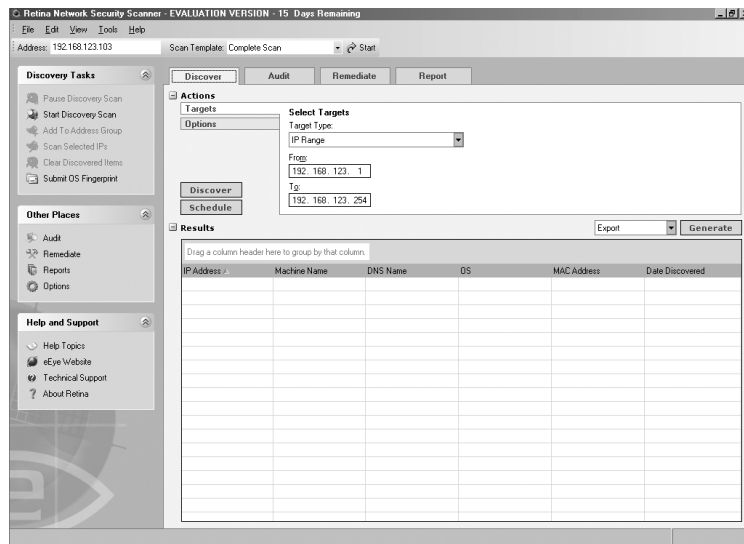 Retina Network Security Scanner - EVALUATION VERSION - 15 Days Remaining
File Edit View Tools Help
Address: 192.168.123.103 Scan Template: Complete Scan Start
Discovery Tasks
Pause Discovery Scan
Start Discovery Scan
Add To Address Group
Scan Selected IPs
Clear Discovered Items
Submit OS Fingerprint
Other Places
Audit
Remediate
Reports
Options
Help and Support
Help Topics
eEye Website
Technical Support
About Retina
Discover Audit Remediate Report
Actions
Targets
Options
Discover
Schedule
Select Targets
Target Type:
IP Range
From:
192. 168. 123. 1
To:
192. 168. 123. 254
Results Export Generate
Drag a column header here to group by that column.
IP Address Machine Name DNS Name OS MAC Address Date Discovered
e